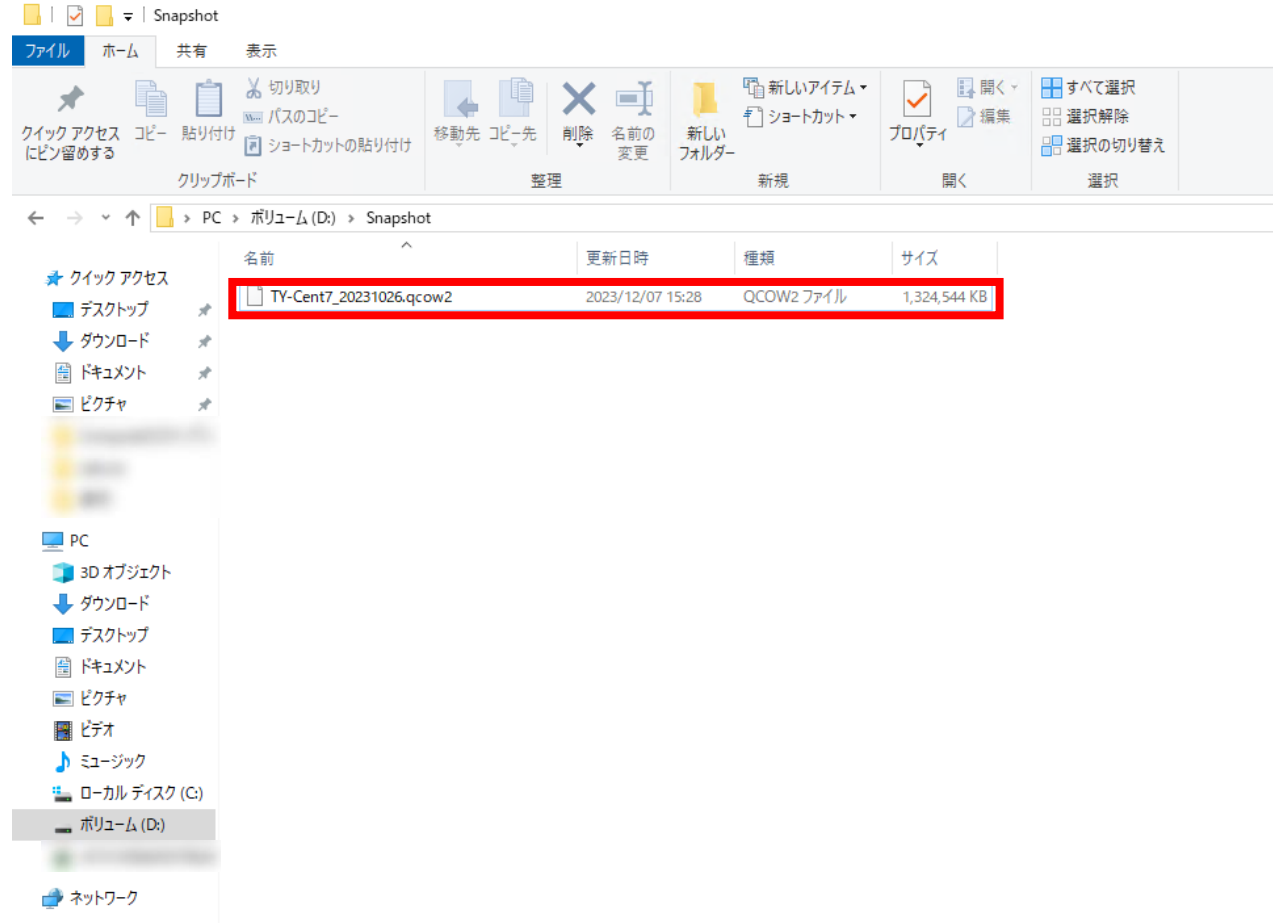 Snapshot
ファイル ホーム 共有 表示
クイック アクセス
にピン留めする
コピー
貼り付け
切り取り
パスのコピー
ショートカットの貼り付け
クリップボード
移動先
コピー先
削除
名前の
変更
整理
新しい
フォルダー
新しいアイテム
ショートカット
新規
プロパティ
開く
編集
開く
すべて選択
選択解除
選択の切り替え
選択
PC > ボリューム (D:) > Snapshot
名前 更新日時 種類 サイズ
TY-Cent7_20231026.qcow2 2023/12/07 15:28 QCOW2 ファイル 1,324,544 KB
クイック アクセス
デスクトップ
ダウンロード
ドキュメント
ピクチャ
PC
3D オブジェクト
ダウンロード
デスクトップ
ドキュメント
ピクチャ
ビデオ
ミュージック
ローカル ディスク (C:)
ボリューム (D:)
ネットワーク